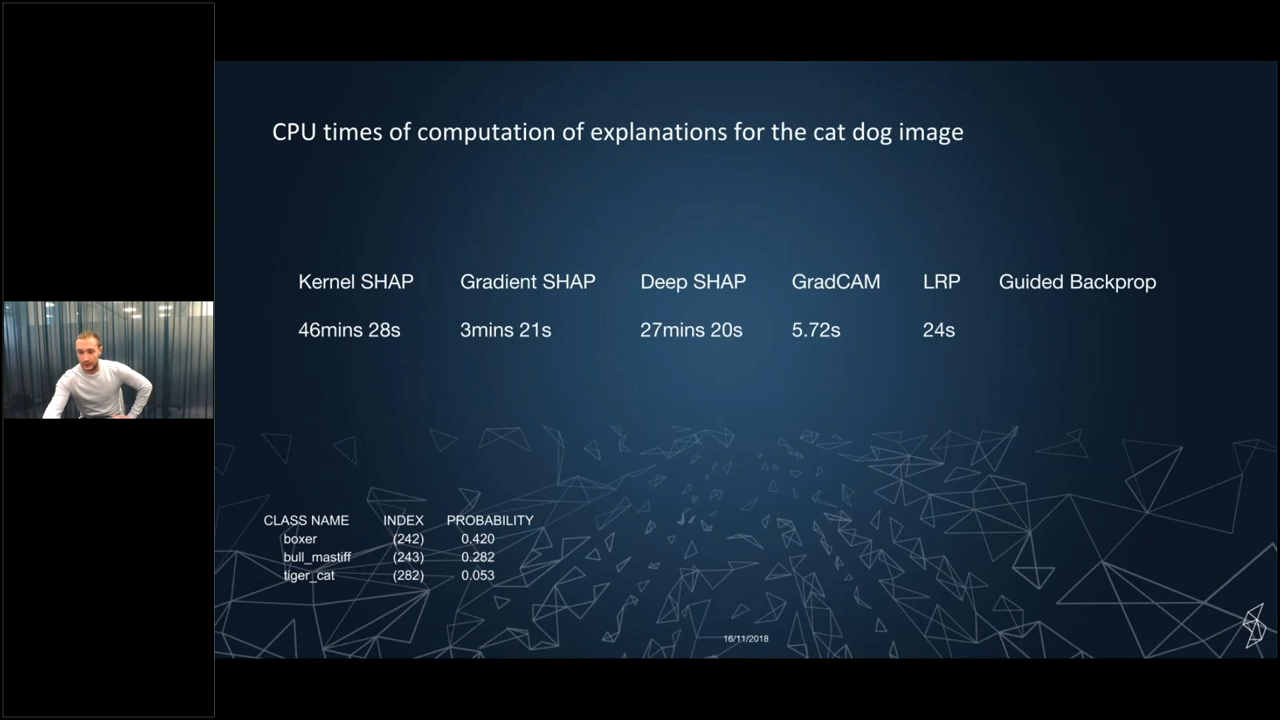 CPU times of computation of explanations for the cat dog image
Kernel SHAP Gradient SHAP Deep SHAP GradCAM LRP Guided Backprop
46mins 28s 3mins 21s 27mins 20s 5.72s 24s
CLASS NAME INDEX PROBABILITY
boxer (242) 0.420
bull_mastiff (243) 0.282
tiger_cat (282) 0.053
16/11/2018